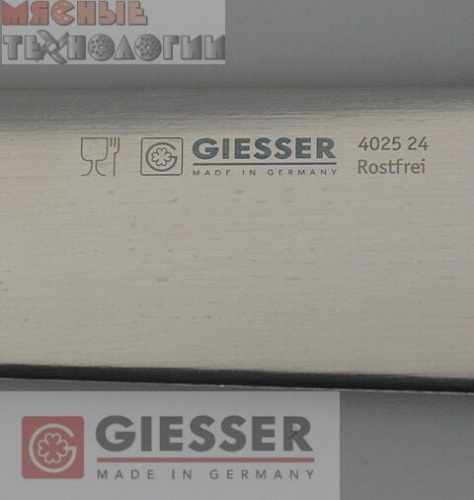 МЯСНЫЕ
ТЕХНОЛОГИИ
GIESSER
MADE IN GERMANY
4025 24
Rostfrei
GIESSER
MADE IN GERMANY